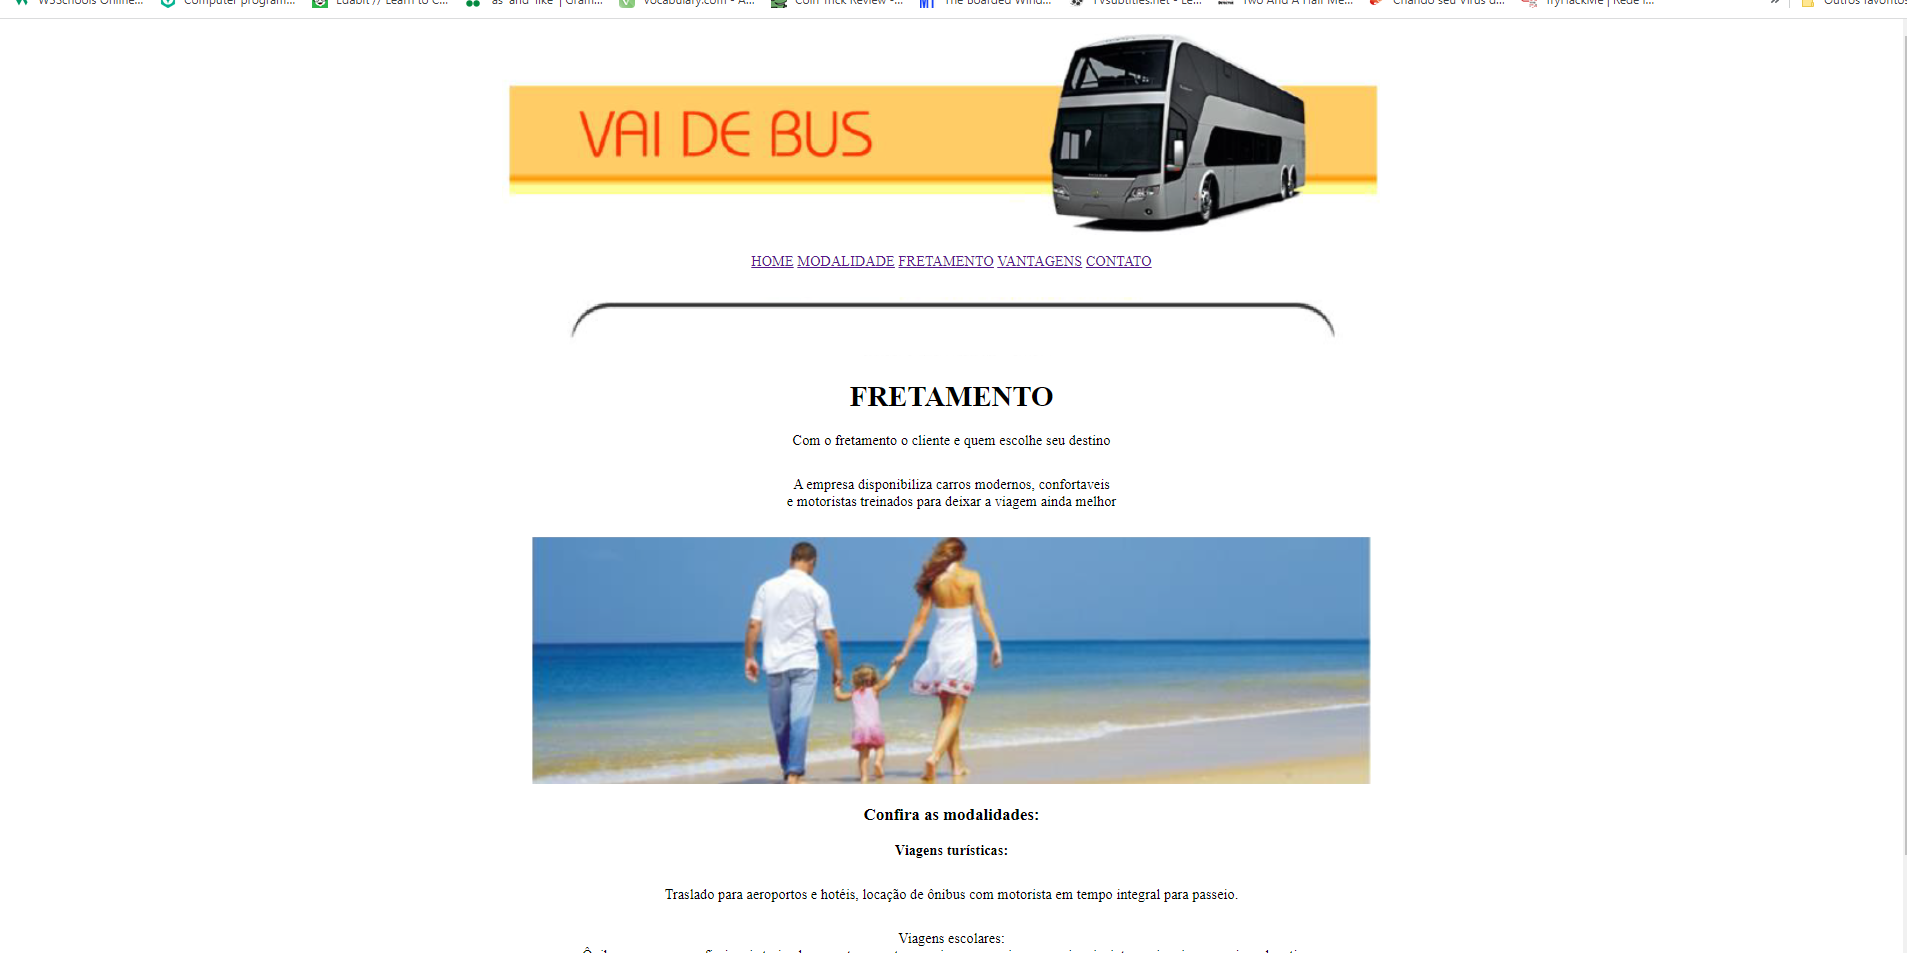 W3Schools Online...
Computer program...
Edabit // Learn to C...
"as" and "like" | Gram...
Vocabulary.com - A...
Coin Trick Review -...
The Boarded Wind...
TVsubtitles.net - Le...
Two And A Half Me...
Criando seu Vírus d...
TryHackMe | Rede I...
Outros favoritos
VAI DE BUS
HOME MODALIDADE FRETAMENTO VANTAGENS CONTATO
FRETAMENTO
Com o fretamento o cliente e quem escolhe seu destino
A empresa disponibiliza carros modernos, confortaveis
e motoristas treinados para deixar a viagem ainda melhor
Confira as modalidades:
Viagens turísticas:
Traslado para aeroportos e hotéis, locação de ônibus com motorista em tempo integral para passeio.
Viagens escolares: